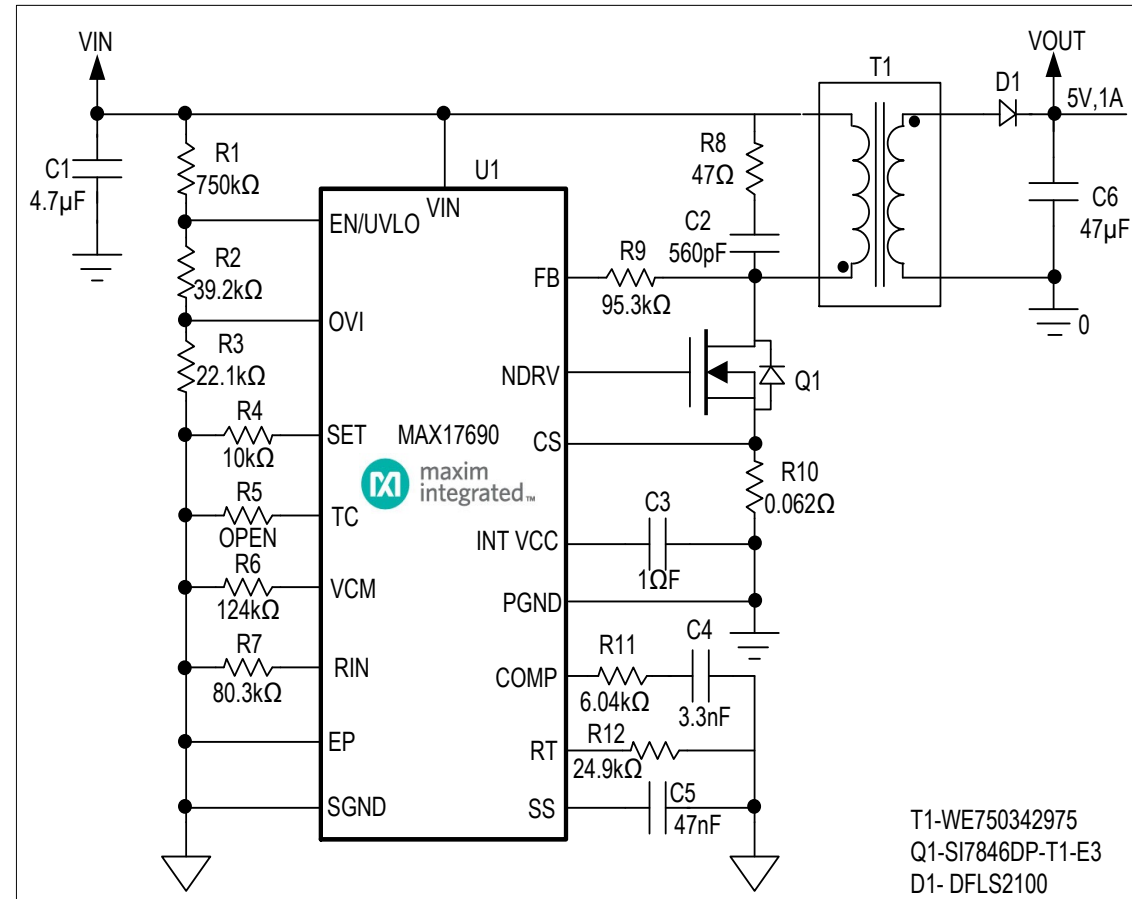 VIN
VOUT
T1
D1
5V,1A
C1
4.7µF
R1
750kΩ
R8
47Ω
C6
47µF
U1
VIN
EN/UVLO
C2
560pF
R2
39.2kΩ
R9
95.3kΩ
FB
OVI
0
R3
22.1kΩ
NDRV
Q1
R4
10kΩ
SET
MAX17690
CS
maxim
integrated™
R10
0.062Ω
R5
OPEN
TC
C3
1ΩF
INT VCC
R6
124kΩ
VCM
PGND
R7
80.3kΩ
RIN
COMP
R11
6.04kΩ
C4
3.3nF
EP
RT
R12
24.9kΩ
SGND
SS
C5
47nF
T1-WE750342975
Q1-SI7846DP-T1-E3
D1- DFLS2100